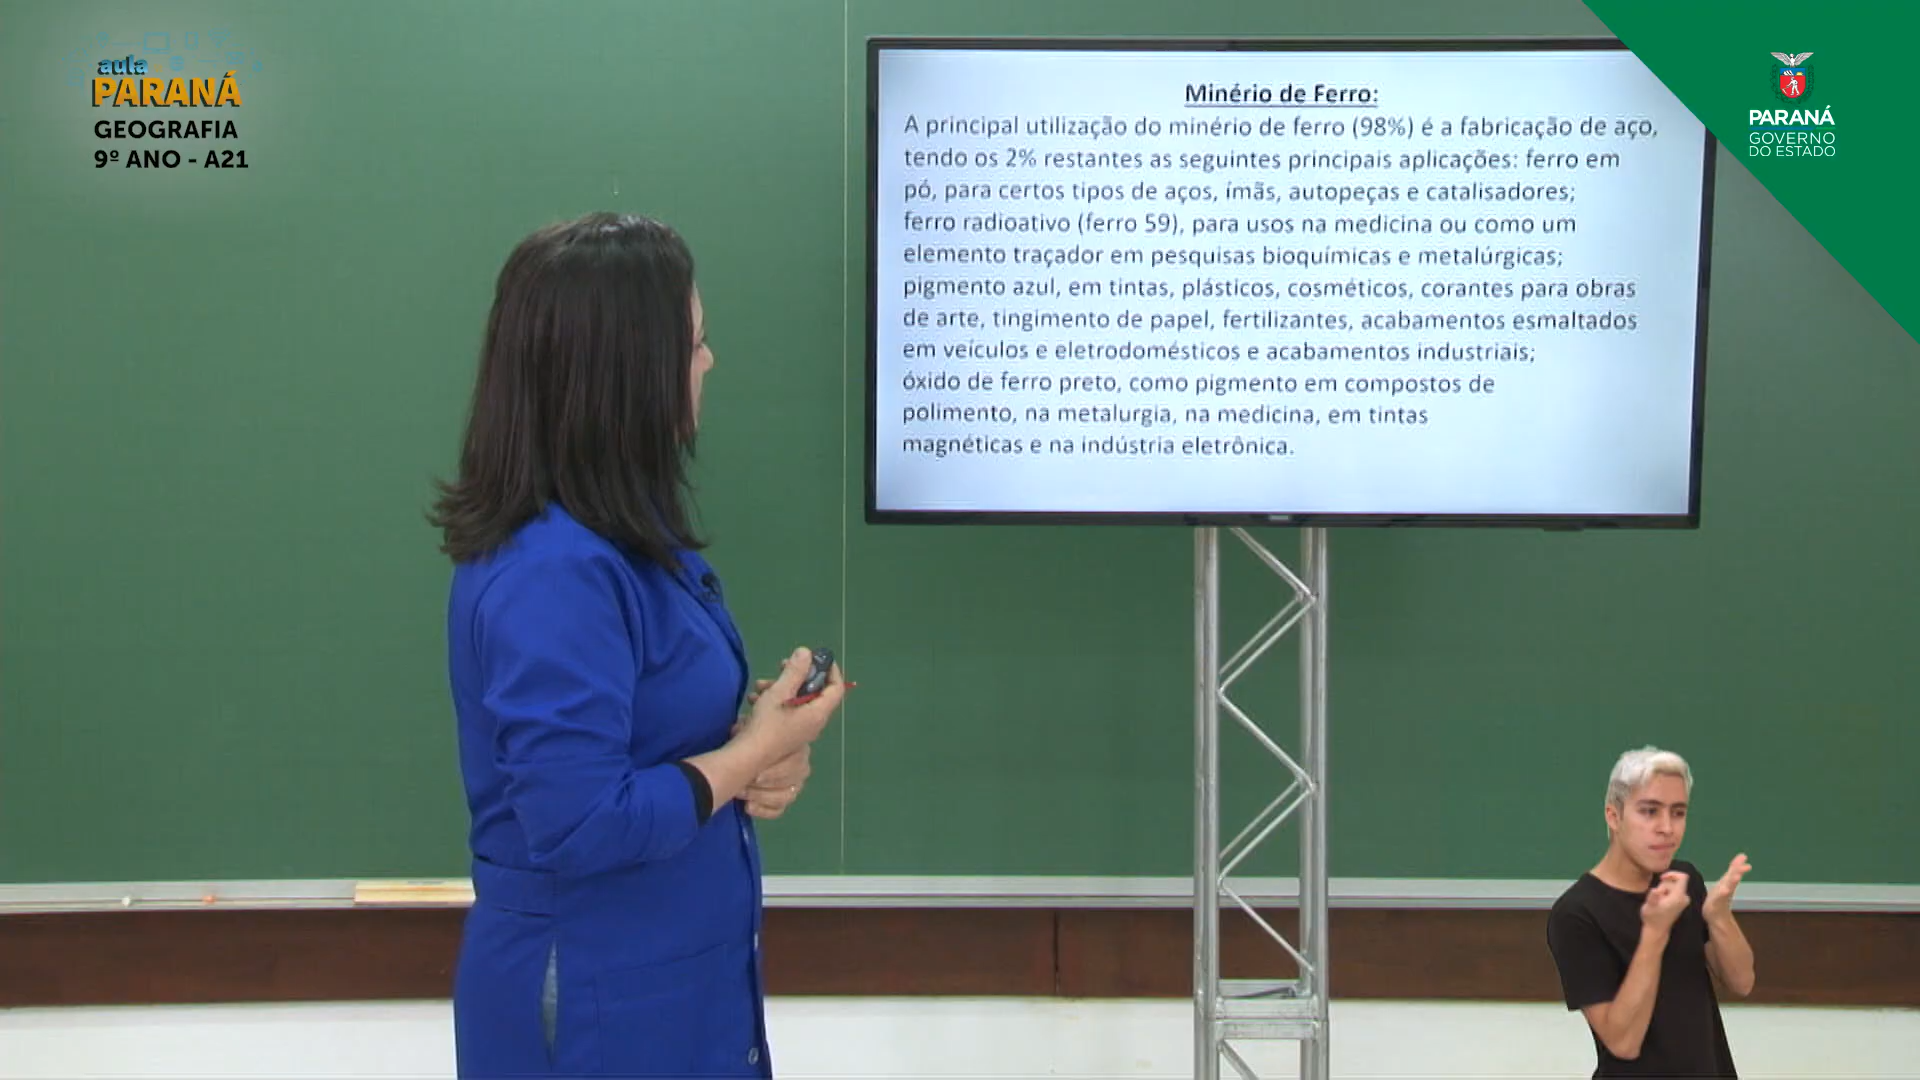 aula
PARANÁ
GEOGRAFIA
9º ANO - A21
Minério de Ferro:
A principal utilização do minério de ferro (98%) é a fabricação de aço,
tendo os 2% restantes as seguintes principais aplicações: ferro em
pó, para certos tipos de aços, ímãs, autopeças e catalisadores;
ferro radioativo (ferro 59), para usos na medicina ou como um
elemento traçador em pesquisas bioquímicas e metalúrgicas;
pigmento azul, em tintas, plásticos, cosméticos, corantes para obras
de arte, tingimento de papel, fertilizantes, acabamentos esmaltados
em veículos e eletrodomésticos e acabamentos industriais;
óxido de ferro preto, como pigmento em compostos de
polimento, na metalurgia, na medicina, em tintas
magnéticas e na indústria eletrônica.
PARANÁ
GOVERNO
DO ESTADO